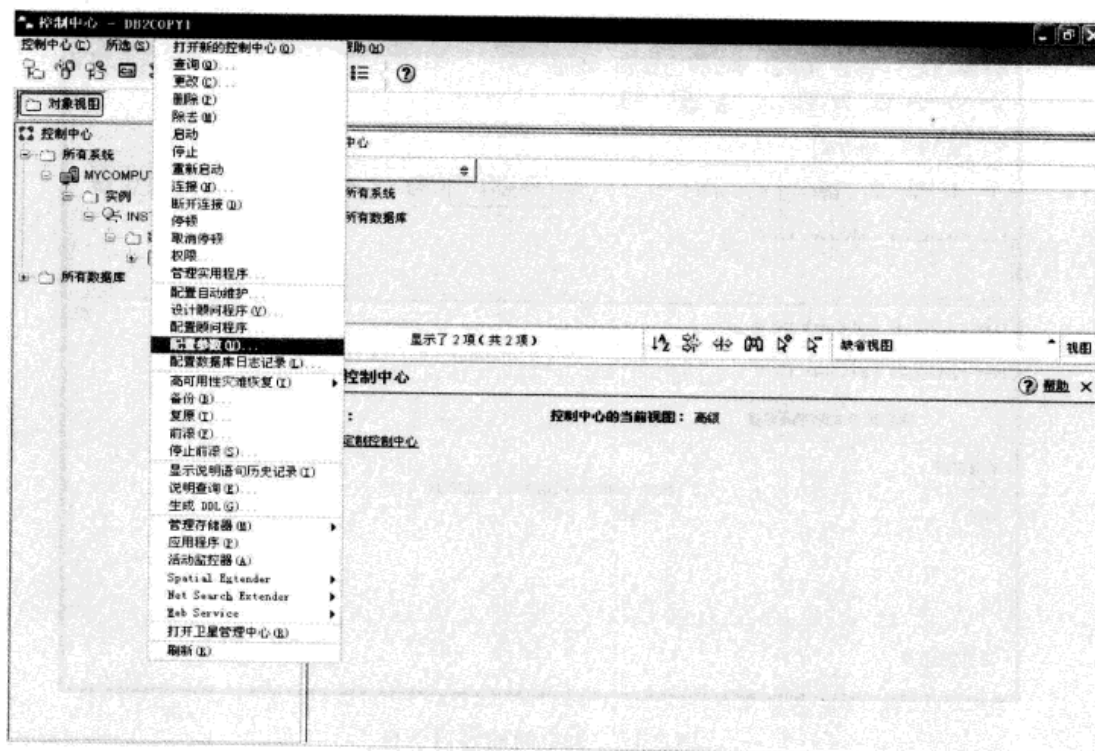 控制中心 - DB2COPY1
控制中心(C) 所选(S) 帮助(H)
对象视图
控制中心
所有系统
MYCOMPUT
实例
INST
所有数据库
打开新的控制中心(O)
查询(Q)...
更改(C)...
删除(E)
除去(M)
启动
停止
重新启动
连接(N)...
断开连接(D)
停顿
取消停顿
权限...
管理实用程序...
配置自动维护...
设计顾问程序(V)...
配置顾问程序...
配置参数(U)...
配置数据库日志记录(L)...
高可用性灾难恢复(I)
备份(B)...
复原(T)...
前滚(Z)...
停止前滚(S)...
显示说明语句历史记录(I)
说明查询(E)...
生成 DDL(G)...
管理存储器(M)
应用程序(P)
活动监控器(A)
Spatial Extender
Net Search Extender
Web Service
打开卫星管理中心(R)
刷新(R)
中心
所有系统
所有数据库
显示了 2 项(共 2 项)
缺省视图
视图
控制中心
帮助 ×
:
控制中心的当前视图: 高级
定制控制中心